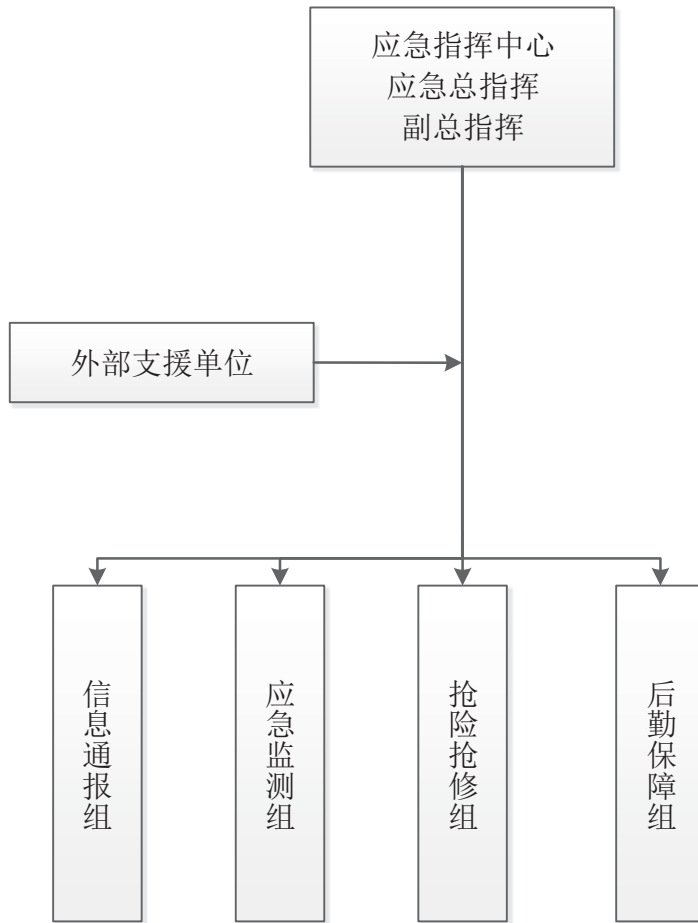 应急指挥中心
应急总指挥
副总指挥
外部支援单位
信息通报组
应急监测组
抢险抢修组
后勤保障组